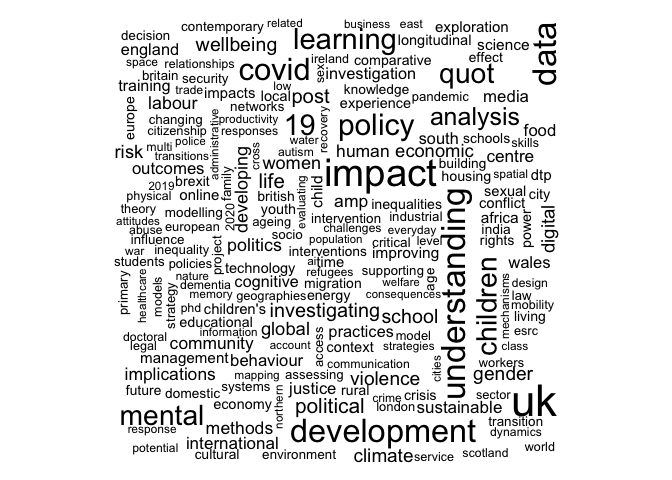 contemporary related business east exploration
decision
england wellbeing learning longitudinal science data
space relationships covid sex ireland comparative effect
britain security investigation quot
training trade impacts low local post knowledge
europe labour networks experience pandemic media
changing productivity 19 recovery policy analysis
citizenship responses administrative south schools food
multi police water skills
risk transitions developing cross autism human economic centre
outcomes women impact building
2019 brexit family life child housing spatial dtp
physical online 2020 british evaluating amp inequalities sexual city
theory modelling youth understanding conflict
attitudes european ageing intervention industrial africa power digital
abuse socio challenges everyday india
influence project politics population critical level rights
war inequality interventions improving
students policies technology ai time children wales
nature refugees supporting age
primary healthcare models strategy dementia cognitive migration welfare mechanisms design
memory geographies energy consequences law
phd children's investigating school mobility
educational living
doctoral information global access practices model esrc
legal community account context strategies class
management behaviour communication workers
implications mapping assessing violence cities gender
future domestic systems northern justice rural crime crisis sector uk
economy political london sustainable
mental methods transition
response development dynamics
potential international climate service scotland world
cultural environment